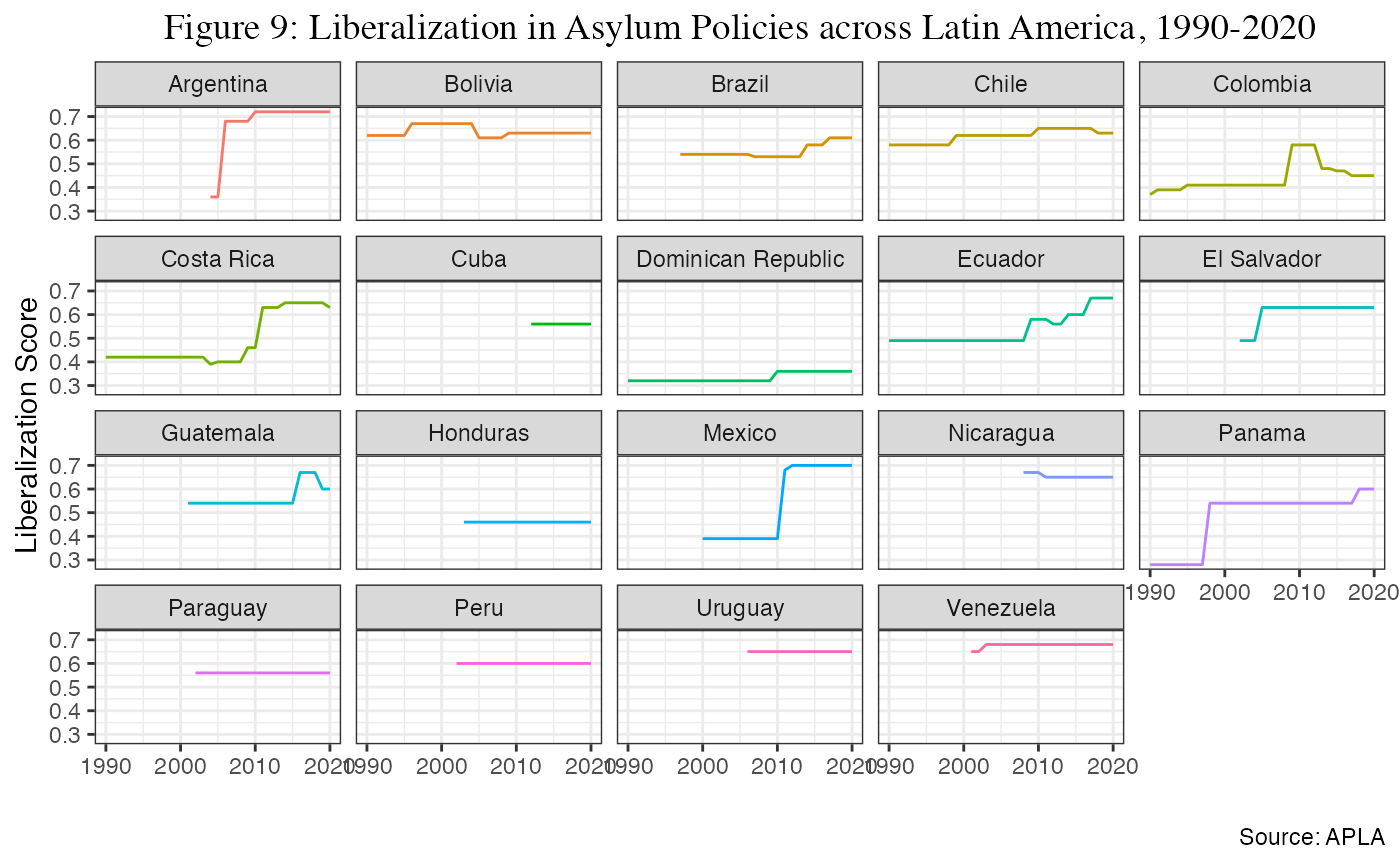 Figure 9: Liberalization in Asylum Policies across Latin America, 1990-2020
Argentina Bolivia Brazil Chile Colombia
0.7
0.6
0.5
0.4
0.3
Costa Rica Cuba Dominican Republic Ecuador El Salvador
0.7
0.6
0.5
0.4
0.3
Liberalization Score
Guatemala Honduras Mexico Nicaragua Panama
0.7
0.6
0.5
0.4
0.3
1990 2000 2010 2020
Paraguay Peru Uruguay Venezuela
0.7
0.6
0.5
0.4
0.3
1990 2000 2010 2020 1990 2000 2010 2020 1990 2000 2010 2020 1990 2000 2010 2020
Source: APLA